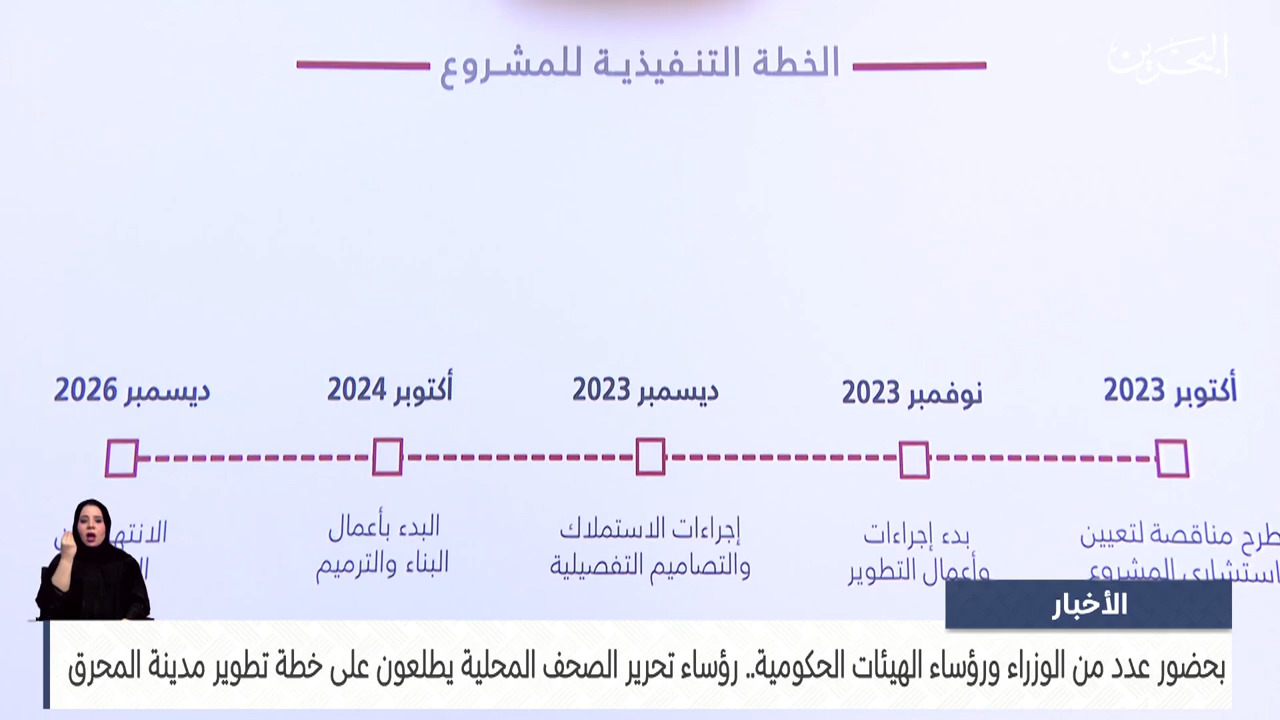 البحرين
الخطة التنفيذية للمشروع
أكتوبر 2023
نوفمبر 2023
ديسمبر 2023
أكتوبر 2024
ديسمبر 2026
طرح مناقصة لتعيين
استشاري المشروع
بدء إجراءات
وأعمال التطوير
إجراءات الاستملاك
والتصاميم التفصيلية
البدء بأعمال
البناء والترميم
الأخبار
بحضور عدد من الوزراء ورؤساء الهيئات الحكومية.. رؤساء تحرير الصحف المحلية يطلعون على خطة تطوير مدينة المحرق